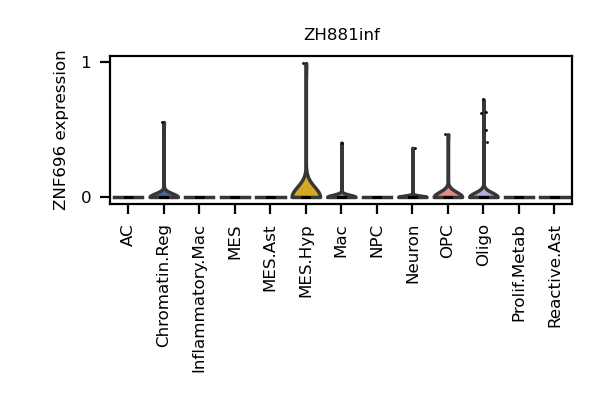 ZH881inf
ZNF696 expression
1
0
AC
Chromatin.Reg
Inflammatory.Mac
MES
MES.Ast
MES.Hyp
Mac
NPC
Neuron
OPC
Oligo
Prolif.Metab
Reactive.Ast